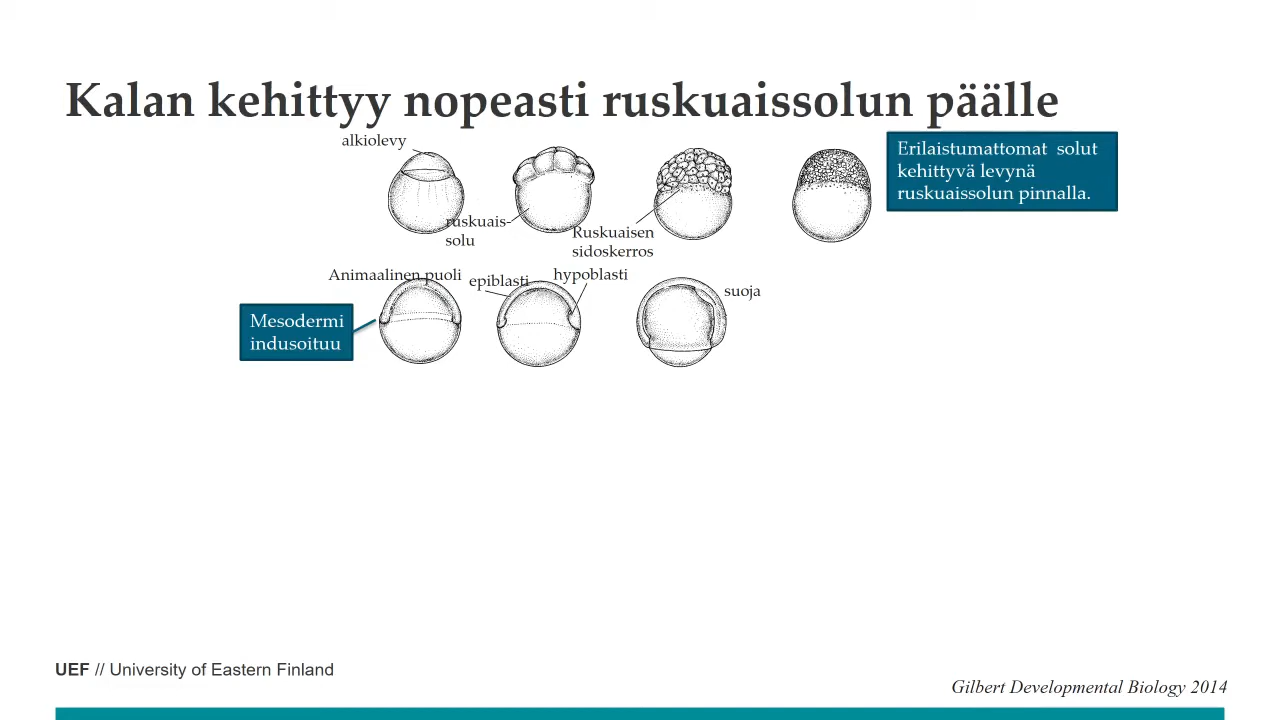 Kalan kehittyy nopeasti ruskuaissolun päälle
alkiolevy
Erilaistumattomat solut
kehittyvä levynä
ruskuaissolun pinnalla.
ruskuais-
solu
Ruskuaisen
sidoskerros
Animaalinen puoli
epiblasti
hypoblasti
suoja
Mesodermi
indusoituu
UEF // University of Eastern Finland
Gilbert Developmental Biology 2014